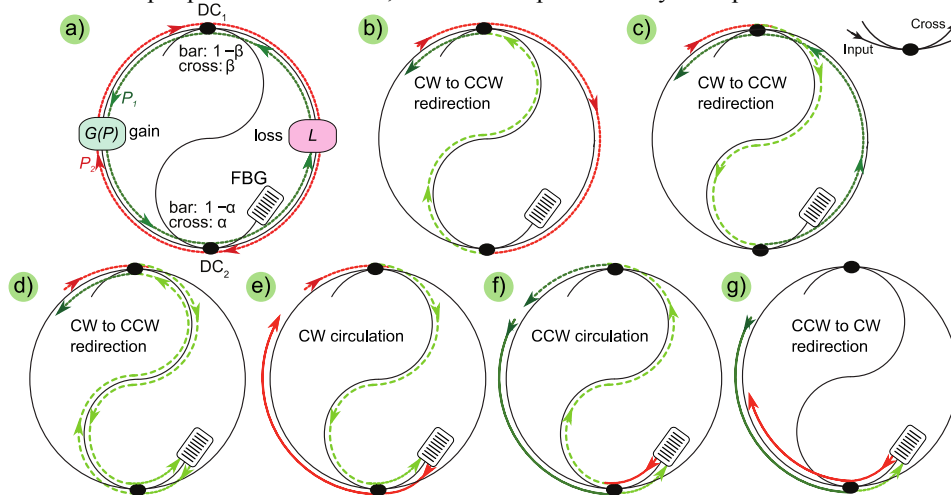 a)
DC₁
bar: 1−β
cross: β
P₁
G(P) gain
loss L
P₂
FBG
bar: 1−α
cross: α
DC₂
b)
CW to CCW
redirection
c)
CW to CCW
redirection
Cross
Input
d)
CW to CCW
redirection
e)
CW circulation
f)
CCW circulation
g)
CCW to CW
redirection